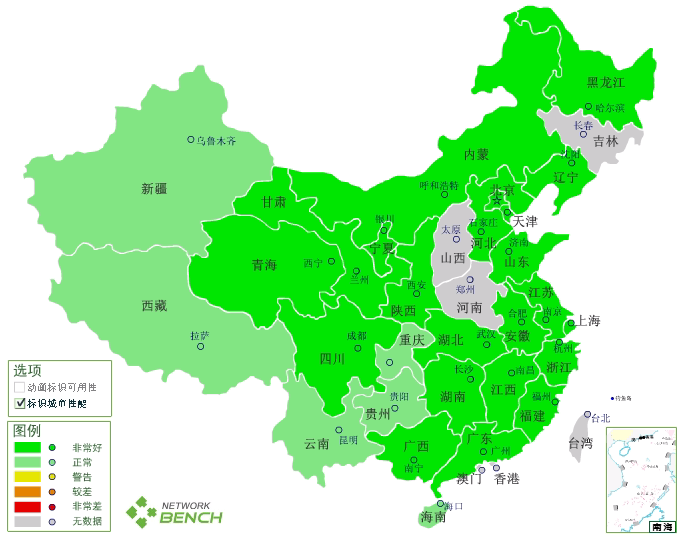 黑龙江
哈尔滨
长春
吉林
内蒙
沈阳
辽宁
乌鲁木齐
新疆
呼和浩特
北京
甘肃
银川
太原
石家庄
天津
河北
济南
宁夏
山西
山东
青海
西宁
兰州
西藏
西安
郑州
江苏
陕西
河南
合肥
南京
上海
拉萨
成都
重庆
湖北
武汉
安徽
杭州
四川
长沙
南昌
浙江
贵阳
湖南
江西
福州
钓鱼岛
贵州
福建
台北
云南
昆明
广西
广东
广州
台湾
南宁
澳门
香港
海口
海南
选项
动画标识可用性
标识城市性能
图例
非常好
正常
警告
较差
非常差
无数据
NETWORK
BENCH
南海